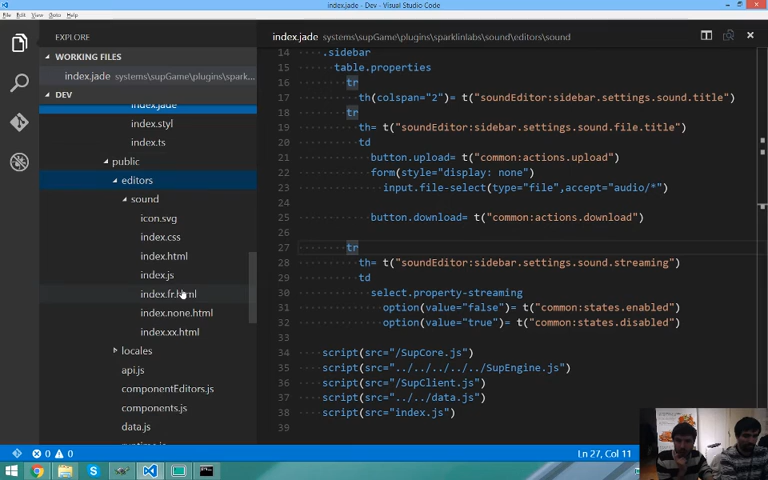 index.jade - Dev - Visual Studio Code
File Edit View Goto Help
EXPLORE
WORKING FILES
index.jade systems\supGame\plugins\spark...
DEV
index.jade
index.styl
index.ts
public
editors
sound
icon.svg
index.css
index.html
index.js
index.fr.html
index.none.html
index.xx.html
locales
api.js
componentEditors.js
components.js
data.js
index.jade systems\supGame\plugins\sparklinlabs\sound\editors\sound
14 .sidebar
15 table.properties
16 tr
17 th(colspan="2")= t("soundEditor:sidebar.settings.sound.title")
18 tr
19 th= t("soundEditor:sidebar.settings.sound.file.title")
20 td
21 button.upload= t("common:actions.upload")
22 form(style="display: none")
23 input.file-select(type="file",accept="audio/*")
24
25 button.download= t("common:actions.download")
26
27 tr
28 th= t("soundEditor:sidebar.settings.sound.streaming")
29 td
30 select.property-streaming
31 option(value="false")= t("common:states.enabled")
32 option(value="true")= t("common:states.disabled")
33
34 script(src="/SupCore.js")
35 script(src="../../../../../SupEngine.js")
36 script(src="/SupClient.js")
37 script(src="../../data.js")
38 script(src="index.js")
39
0 0
Ln 27, Col 11